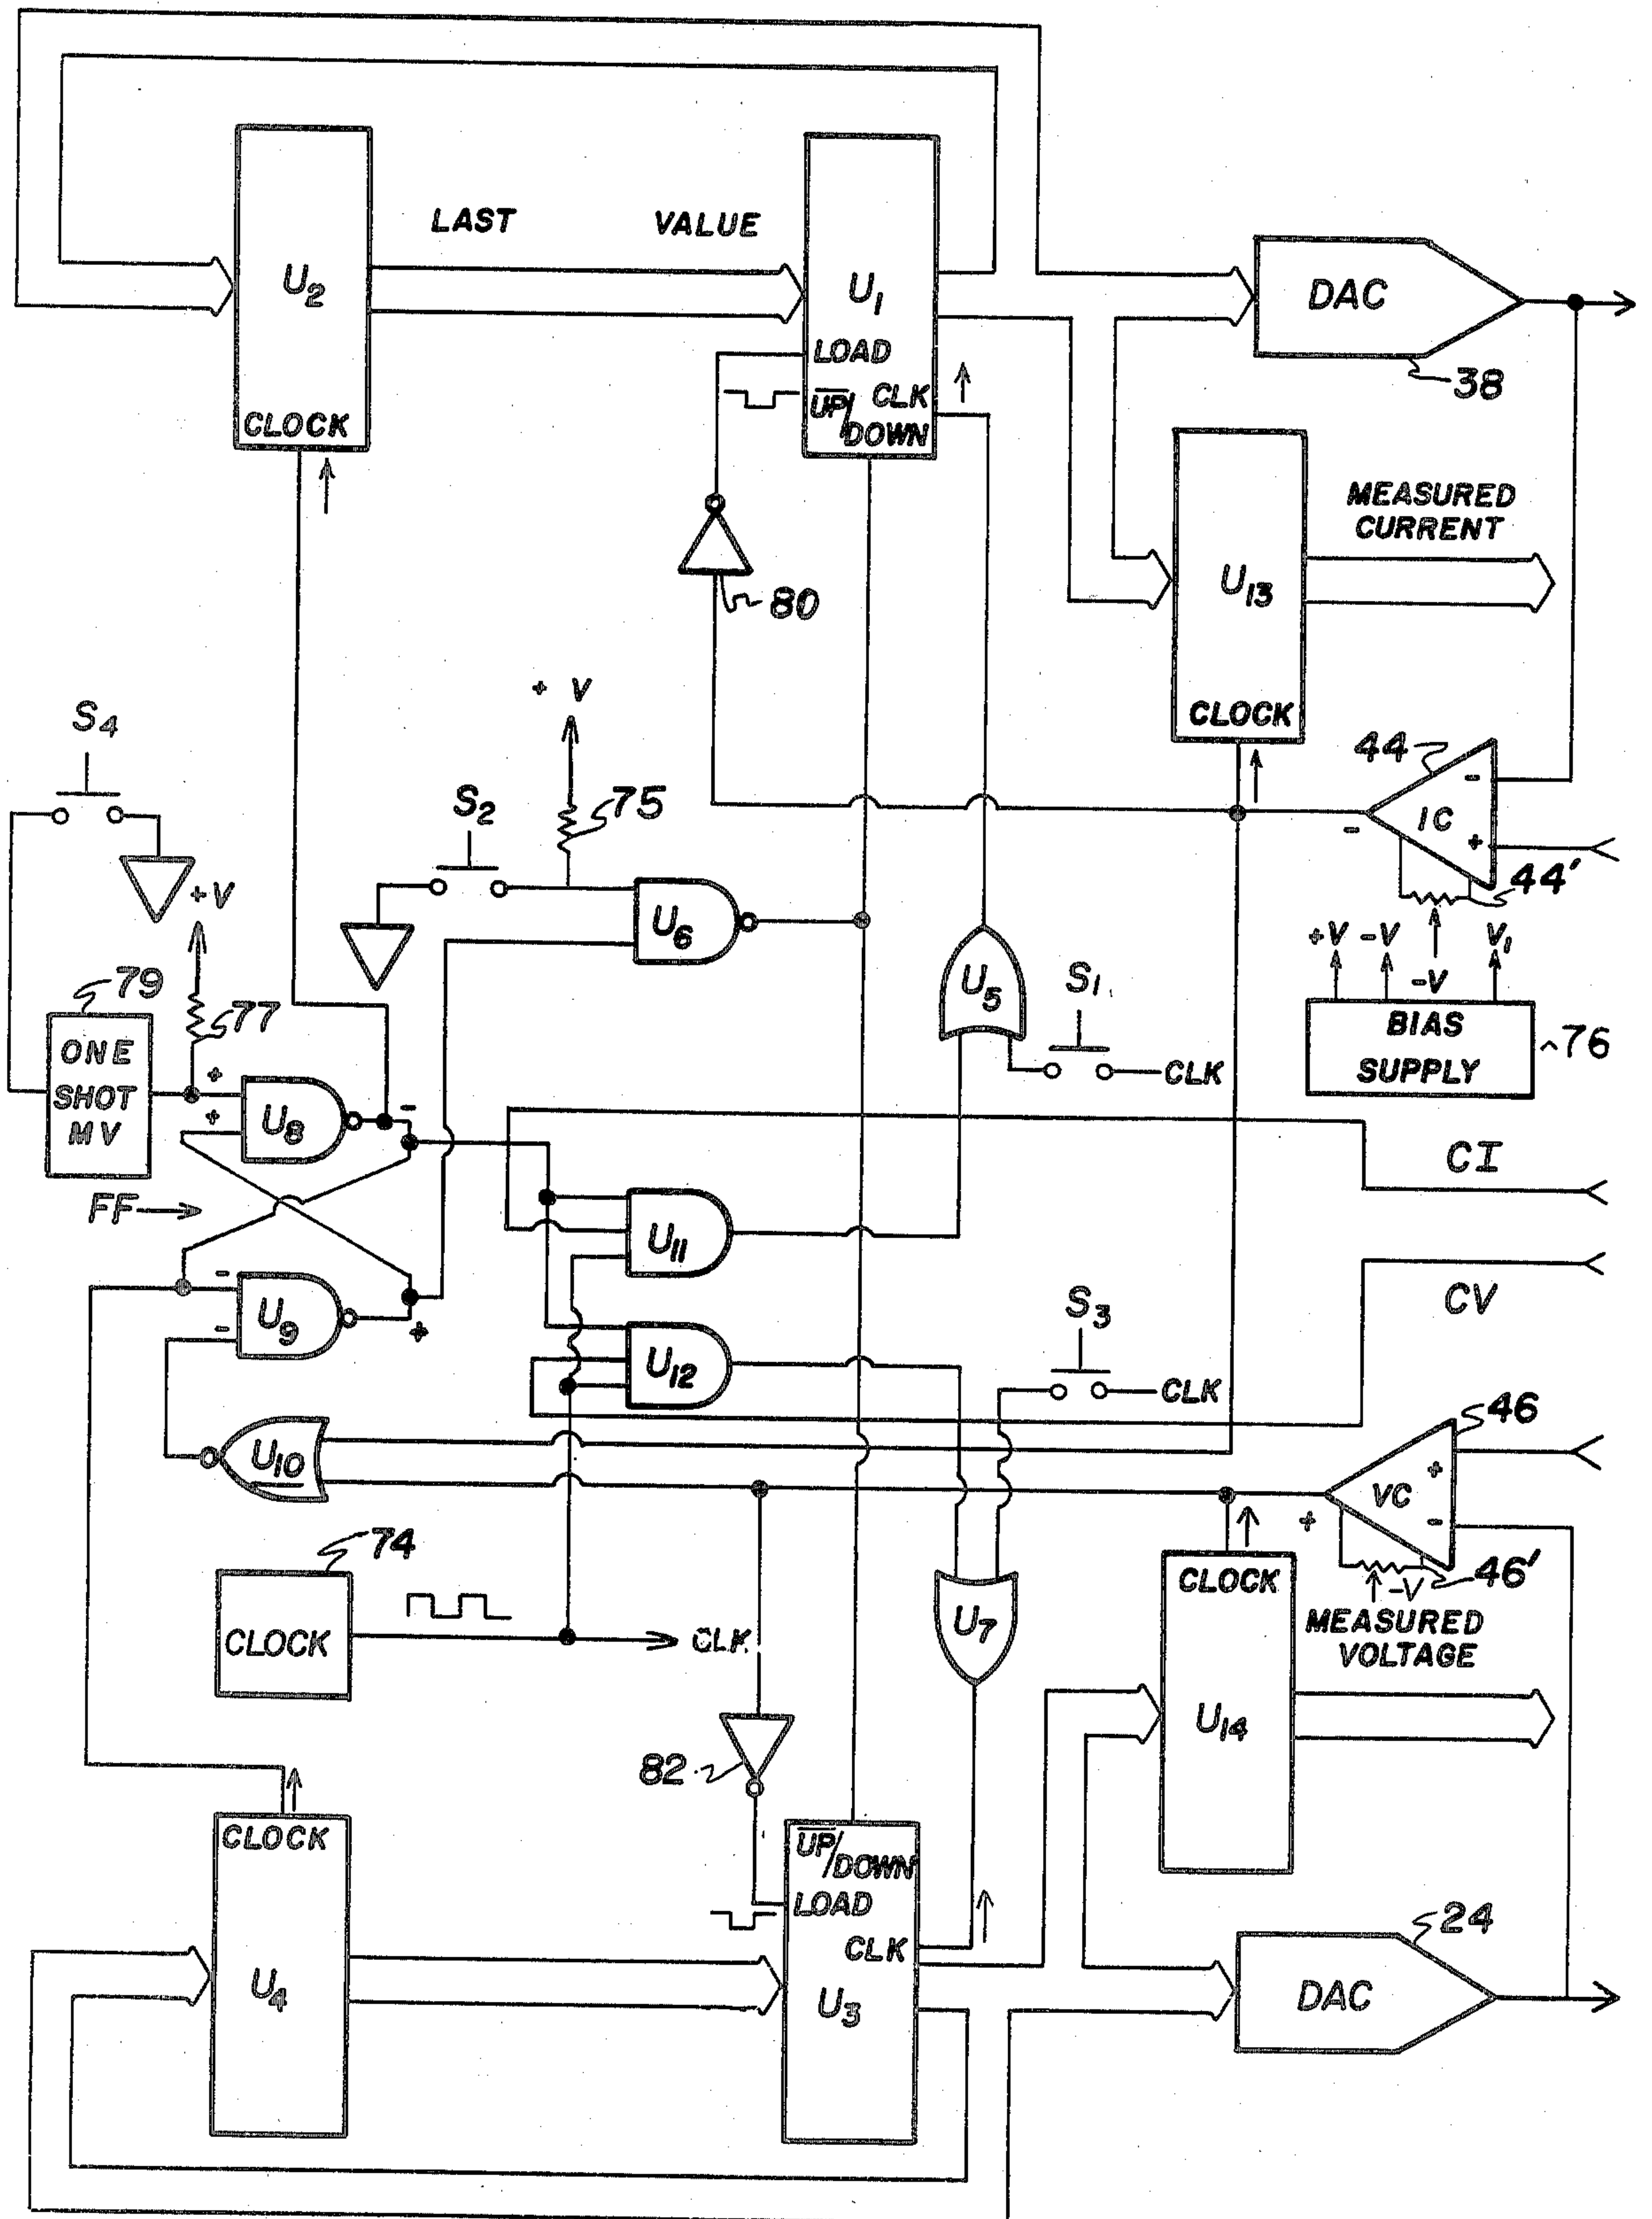 LAST VALUE
U2
CLOCK
U1
LOAD
UP/DOWN
CLK
DAC
38
MEASURED
CURRENT
U13
CLOCK
80
+ V
75
S4
S2
44
-
IC
+
-
44'
+V
-V
-V
V1
BIAS
SUPPLY
76
+V
79
77
ONE
SHOT
MV
+
+
U8
-
U6
U5
S1
CLK
CI
FF
U11
CV
-
-
U9
+
U12
S3
CLK
46
U10
+
VC
-
+
46'
-V
74
CLOCK
CLK
U7
CLOCK
MEASURED
VOLTAGE
U14
82
CLOCK
U4
UP/DOWN
LOAD
CLK
U3
24
DAC